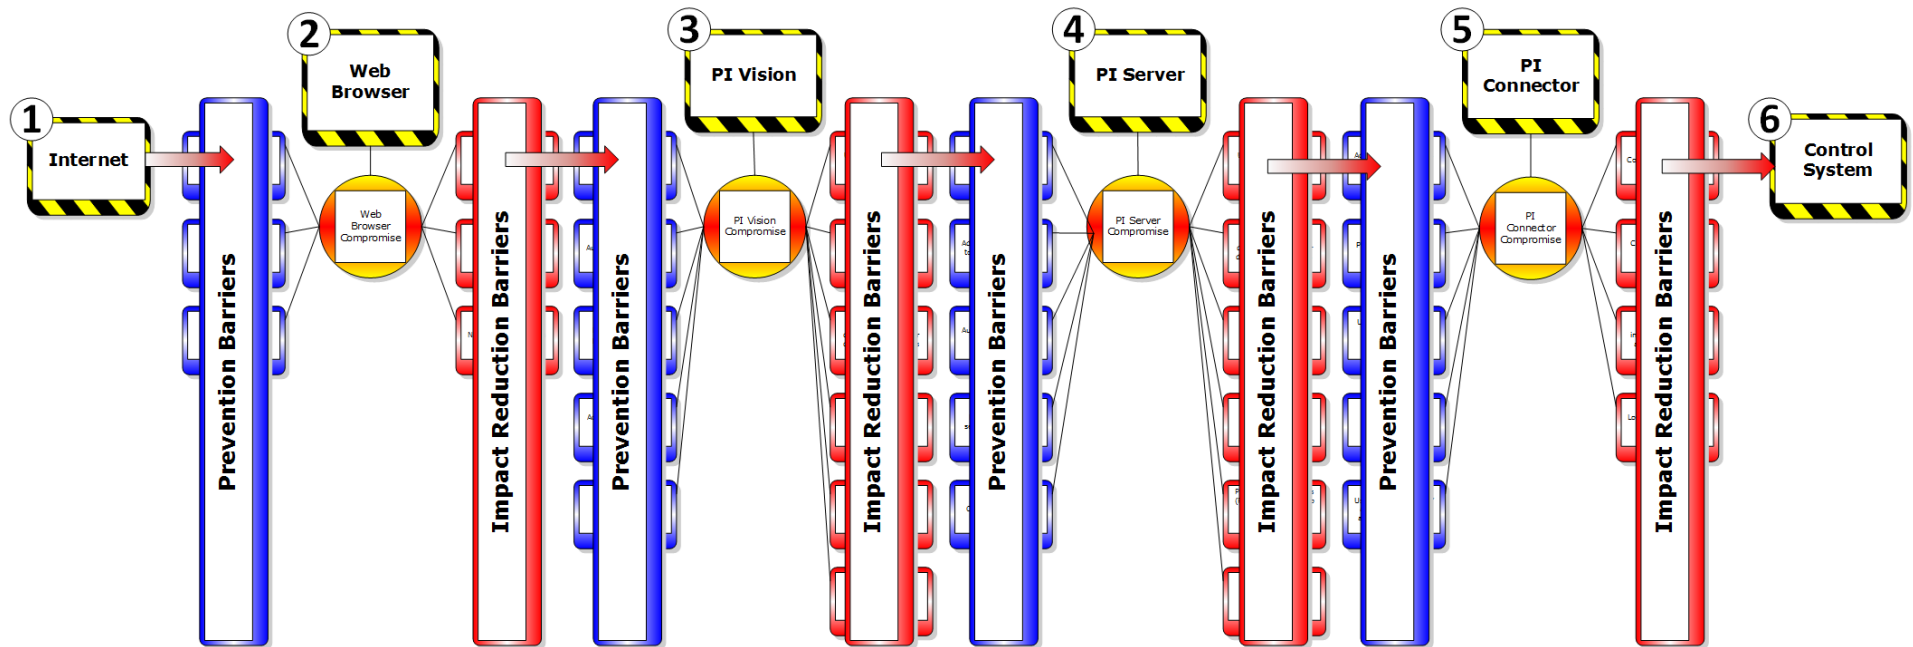 1
Internet
Prevention Barriers
2
Web
Browser
Web
Browser
Compromise
Impact Reduction Barriers
Prevention Barriers
3
PI Vision
PI Vision
Compromise
Impact Reduction Barriers
Prevention Barriers
4
PI Server
PI Server
Compromise
Impact Reduction Barriers
Prevention Barriers
5
PI
Connector
PI
Connector
Compromise
Impact Reduction Barriers
6
Control
System